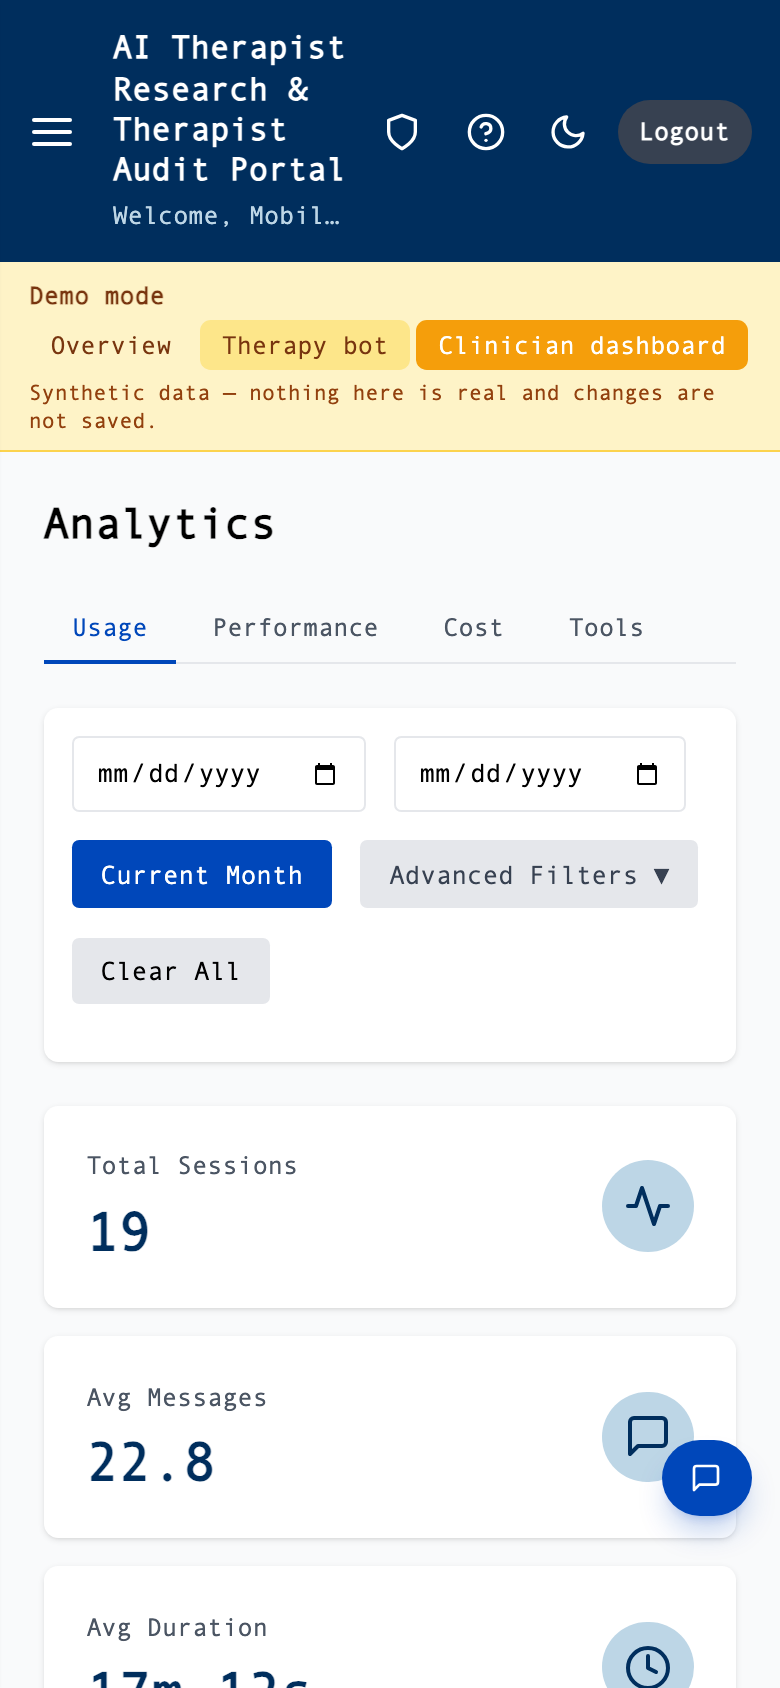 AI Therapist
Research &
Therapist
Audit Portal
Welcome, Mobil…
Logout
Demo mode
Overview
Therapy bot
Clinician dashboard
Synthetic data — nothing here is real and changes are
not saved.
Analytics
Usage
Performance
Cost
Tools
mm/dd/yyyy
mm/dd/yyyy
Current Month
Advanced Filters ▼
Clear All
Total Sessions
19
Avg Messages
22.8
Avg Duration
17m 12s